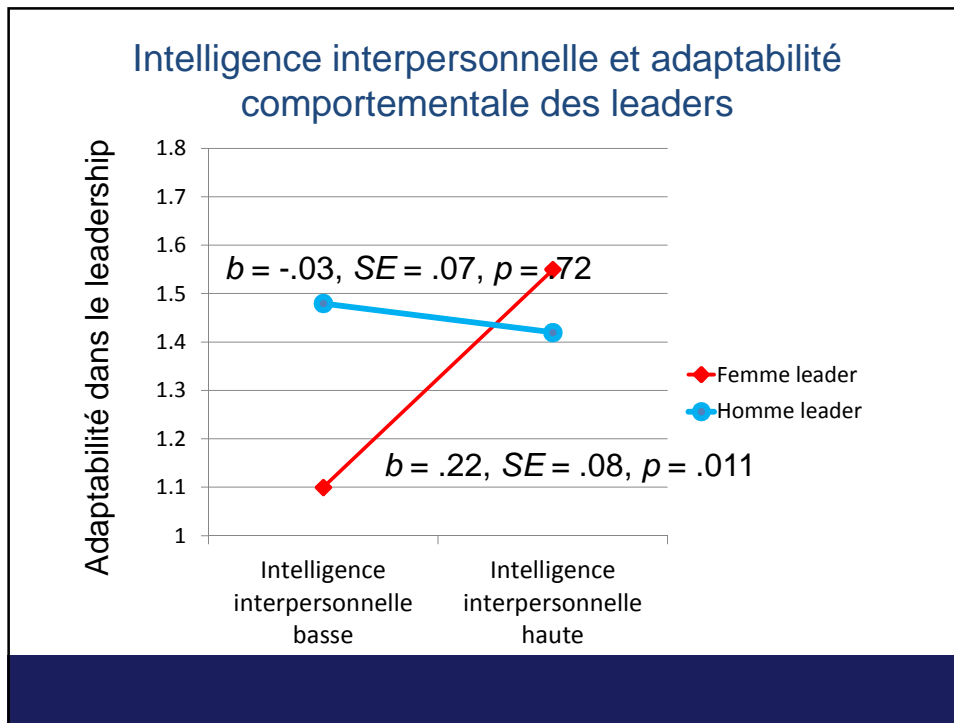 Intelligence interpersonnelle et adaptabilité
comportementale des leaders
Adaptabilité dans le leadership
1.8
1.7
1.6
1.5
1.4
1.3
1.2
1.1
1
b = -.03, SE = .07, p = .72
b = .22, SE = .08, p = .011
Femme leader
Homme leader
Intelligence
interpersonnelle
basse
Intelligence
interpersonnelle
haute